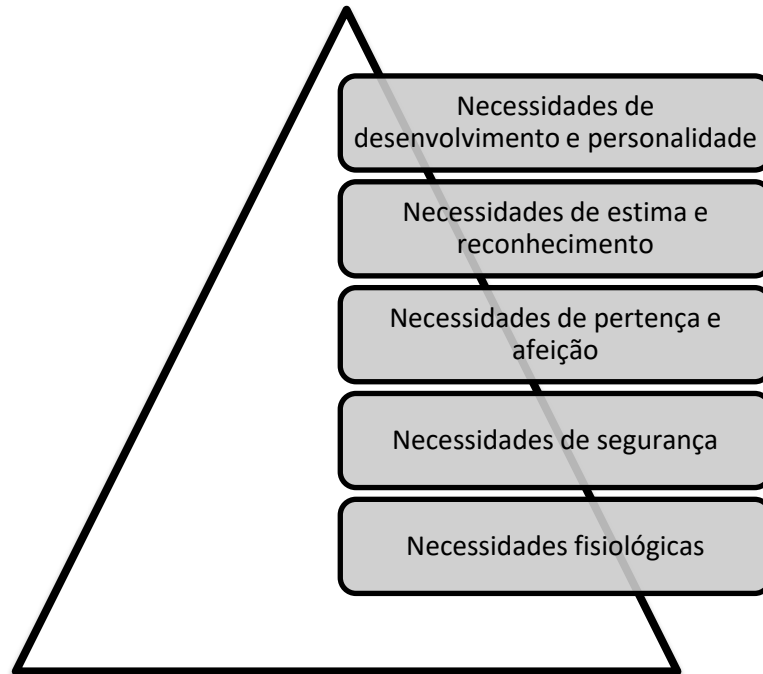 Necessidades de
desenvolvimento e personalidade
Necessidades de estima e
reconhecimento
Necessidades de pertença e
afeição
Necessidades de segurança
Necessidades fisiológicas